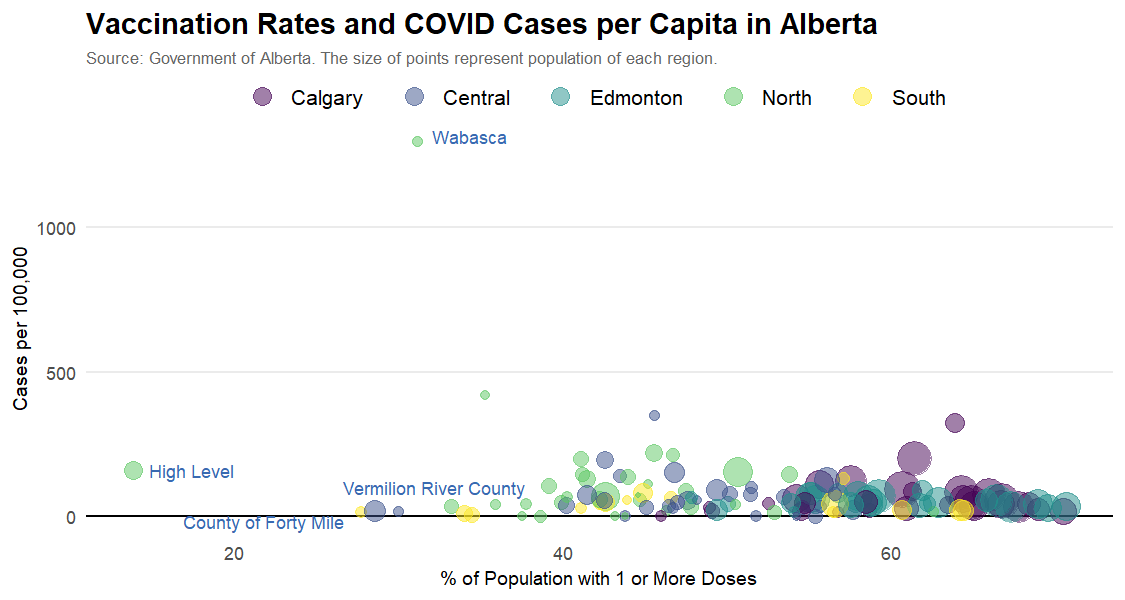 Vaccination Rates and COVID Cases per Capita in Alberta
Source: Government of Alberta. The size of points represent population of each region.
Calgary Central Edmonton North South
Wabasca
1000
500
High Level
Vermilion River County
County of Forty Mile
0
20 40 60
% of Population with 1 or More Doses
Cases per 100,000